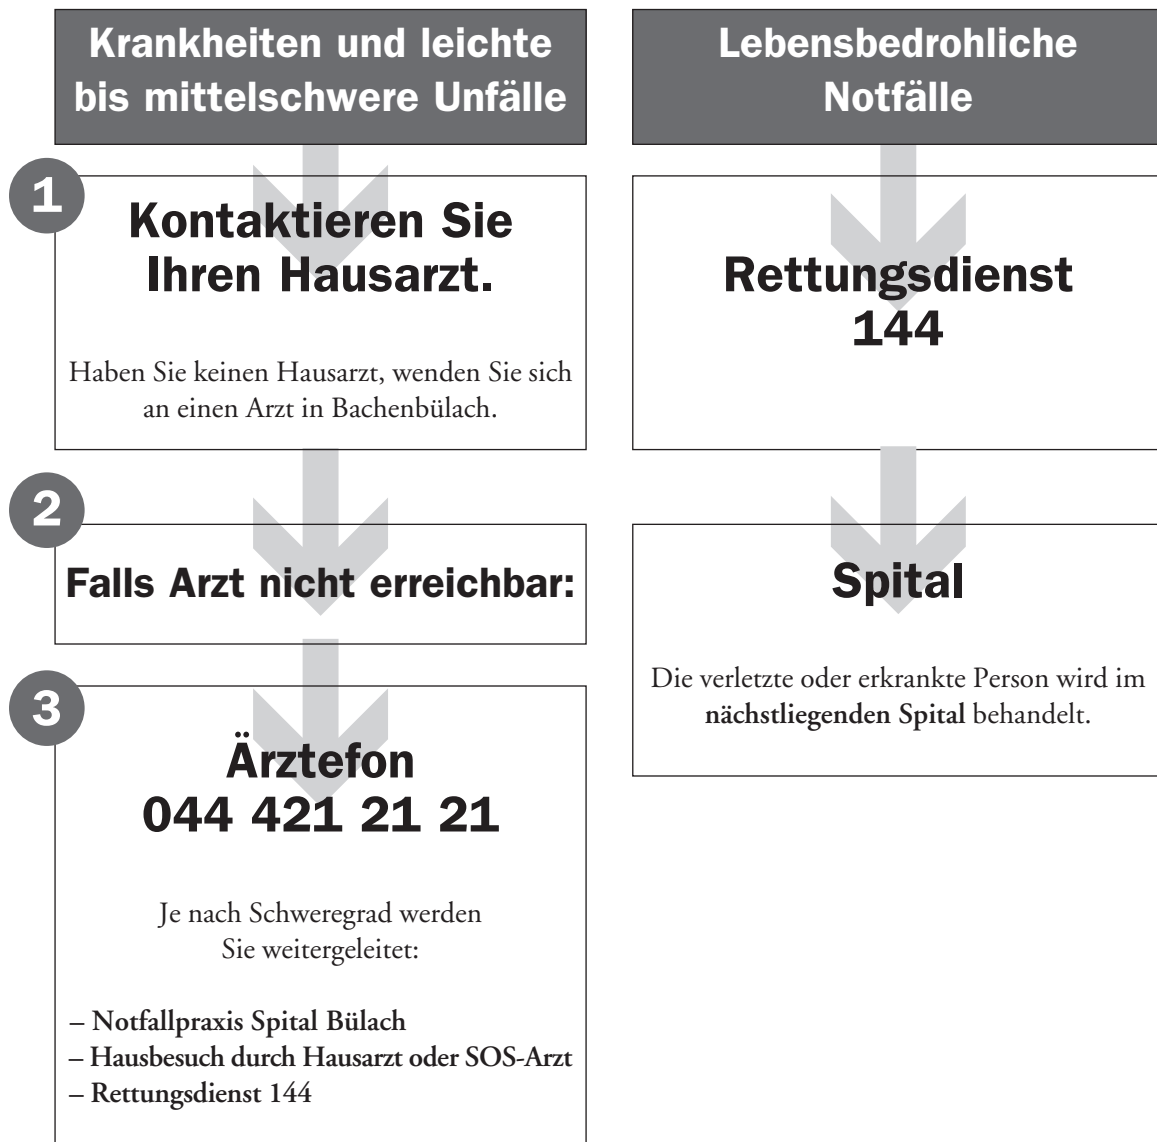 Krankheiten und leichte
bis mittelschwere Unfälle
1
Kontaktieren Sie
Ihren Hausarzt.
Haben Sie keinen Hausarzt, wenden Sie sich
an einen Arzt in Bachenbülach.
2
Falls Arzt nicht erreichbar:
3
Ärztefon
044 421 21 21
Je nach Schweregrad werden
Sie weitergeleitet:
– Notfallpraxis Spital Bülach
– Hausbesuch durch Hausarzt oder SOS-Arzt
– Rettungsdienst 144
Lebensbedrohliche
Notfälle
Rettungsdienst
144
Spital
Die verletzte oder erkrankte Person wird im
nächstliegenden Spital behandelt.